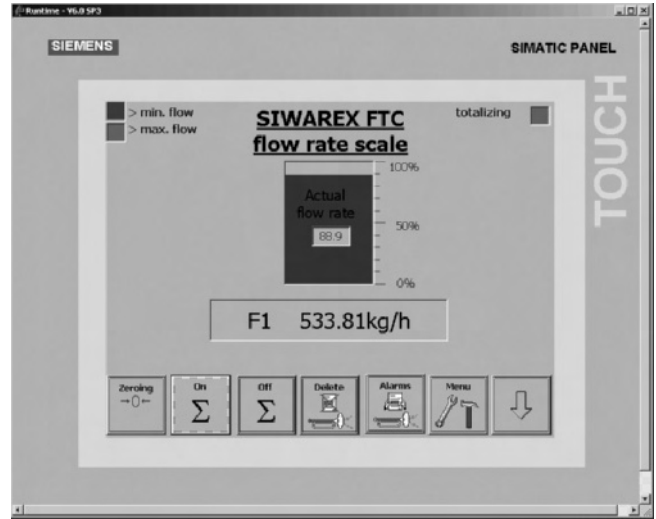 Runtime - V6.0 SP3
SIEMENS
SIMATIC PANEL
TOUCH
> min. flow
> max. flow
SIWAREX FTC
flow rate scale
totalizing
100%
Actual
flow rate
88.9
50%
0%
F1 533.81kg/h
Zeroing
→0←
On
Σ
Off
Σ
Delete
Alarms
Menu